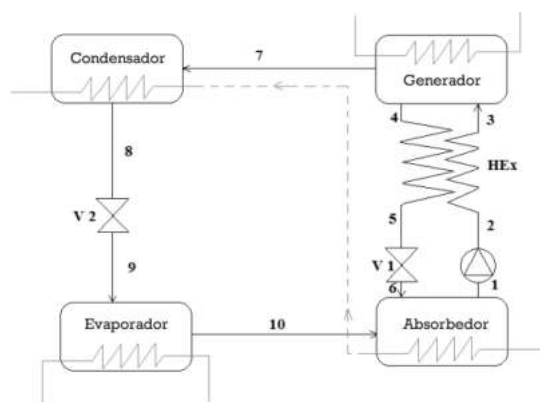 Condensador
7
Generador
4
3
HEx
8
5
2
V 2
V 1
9
6
1
Evaporador
10
Absorbedor